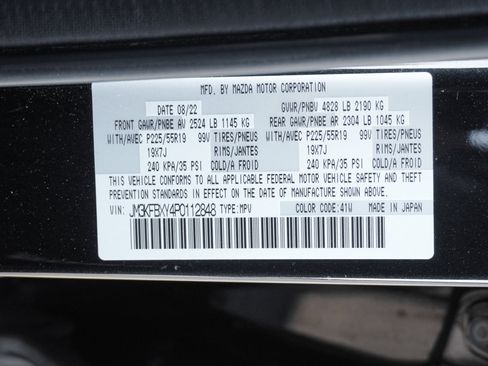 MFD. BY MAZDA MOTOR CORPORATION
DATE 08/22 GVWR/PNBV 4828 LB 2190 KG
FRONT GAWR/PNBE AV 2524 LB 1145 KG REAR GAWR/PNBE AR 2304 LB 1045 KG
WITH/AVEC P225/55R19 99V TIRES/PNEUS WITH/AVEC P225/55R19 99V TIRES/PNEUS
19X7J RIMS/JANTES 19X7J RIMS/JANTES
240 KPA/35 PSI COLD/A FROID 240 KPA/35 PSI COLD/A FROID
THIS VEHICLE CONFORMS TO ALL APPLICABLE FEDERAL MOTOR VEHICLE SAFETY AND THEFT
PREVENTION STANDARDS IN EFFECT ON THE DATE OF MANUFACTURE SHOWN ABOVE.
VIN: JM3KFBXY4P0112848 TYPE:MPV COLOR CODE:41W MADE IN JAPAN